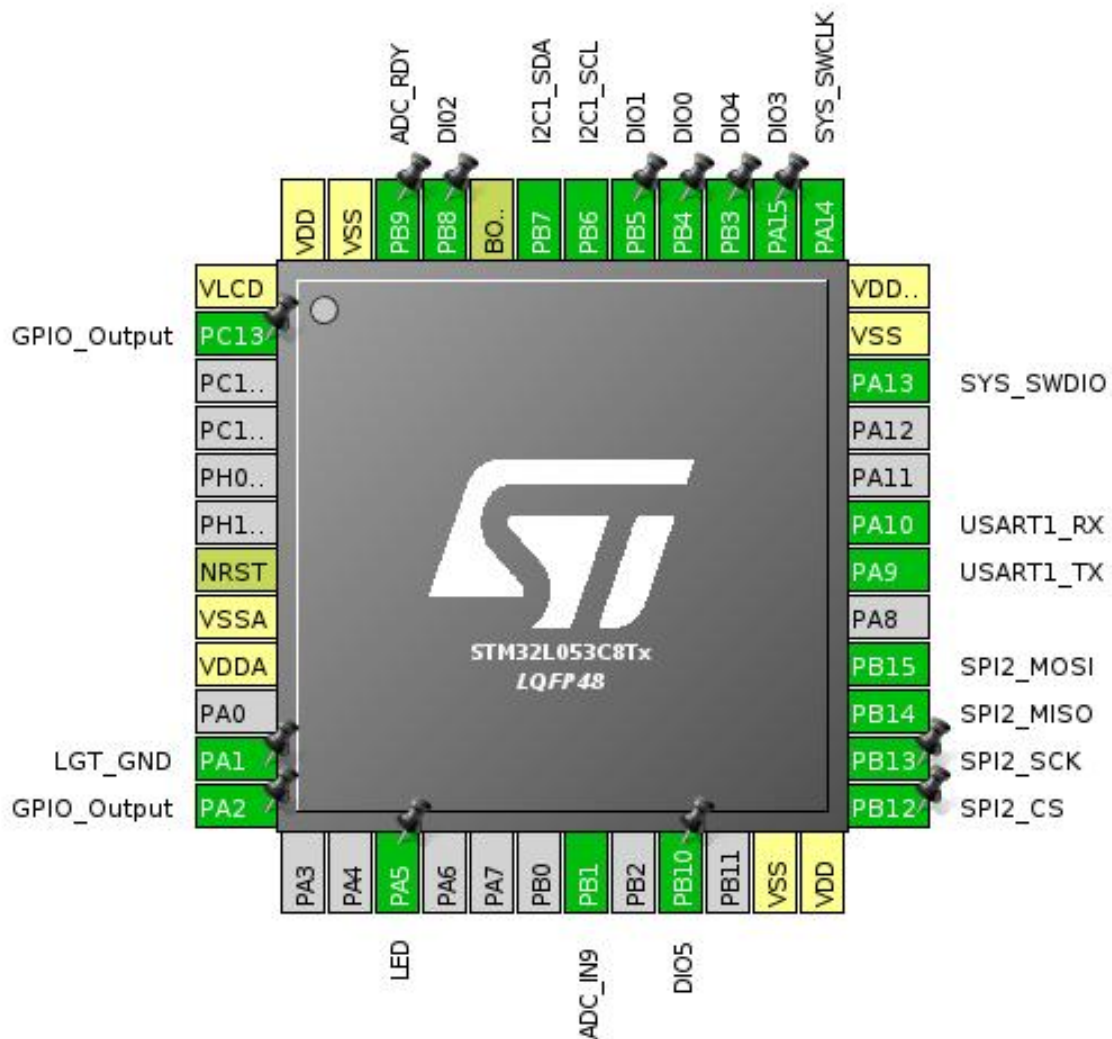 ADC_RDY
DIO2
I2C1_SDA
I2C1_SCL
DIO1
DIO0
DIO4
DIO3
SYS_SWCLK
VDD
VSS
PB9
PB8
BO..
PB7
PB6
PB5
PB4
PB3
PA15
PA14
VLCD
GPIO_Output PC13
PC1..
PC1..
PH0..
PH1..
NRST
VSSA
VDDA
PA0
LGT_GND PA1
GPIO_Output PA2
ST
STM32L053C8Tx
LQFP48
VDD..
VSS
PA13 SYS_SWDIO
PA12
PA11
PA10 USART1_RX
PA9 USART1_TX
PA8
PB15 SPI2_MOSI
PB14 SPI2_MISO
PB13 SPI2_SCK
PB12 SPI2_CS
PA3
PA4
PA5
PA6
PA7
PB0
PB1
PB2
PB10
PB11
VSS
VDD
LED
ADC_IN9
DIO5